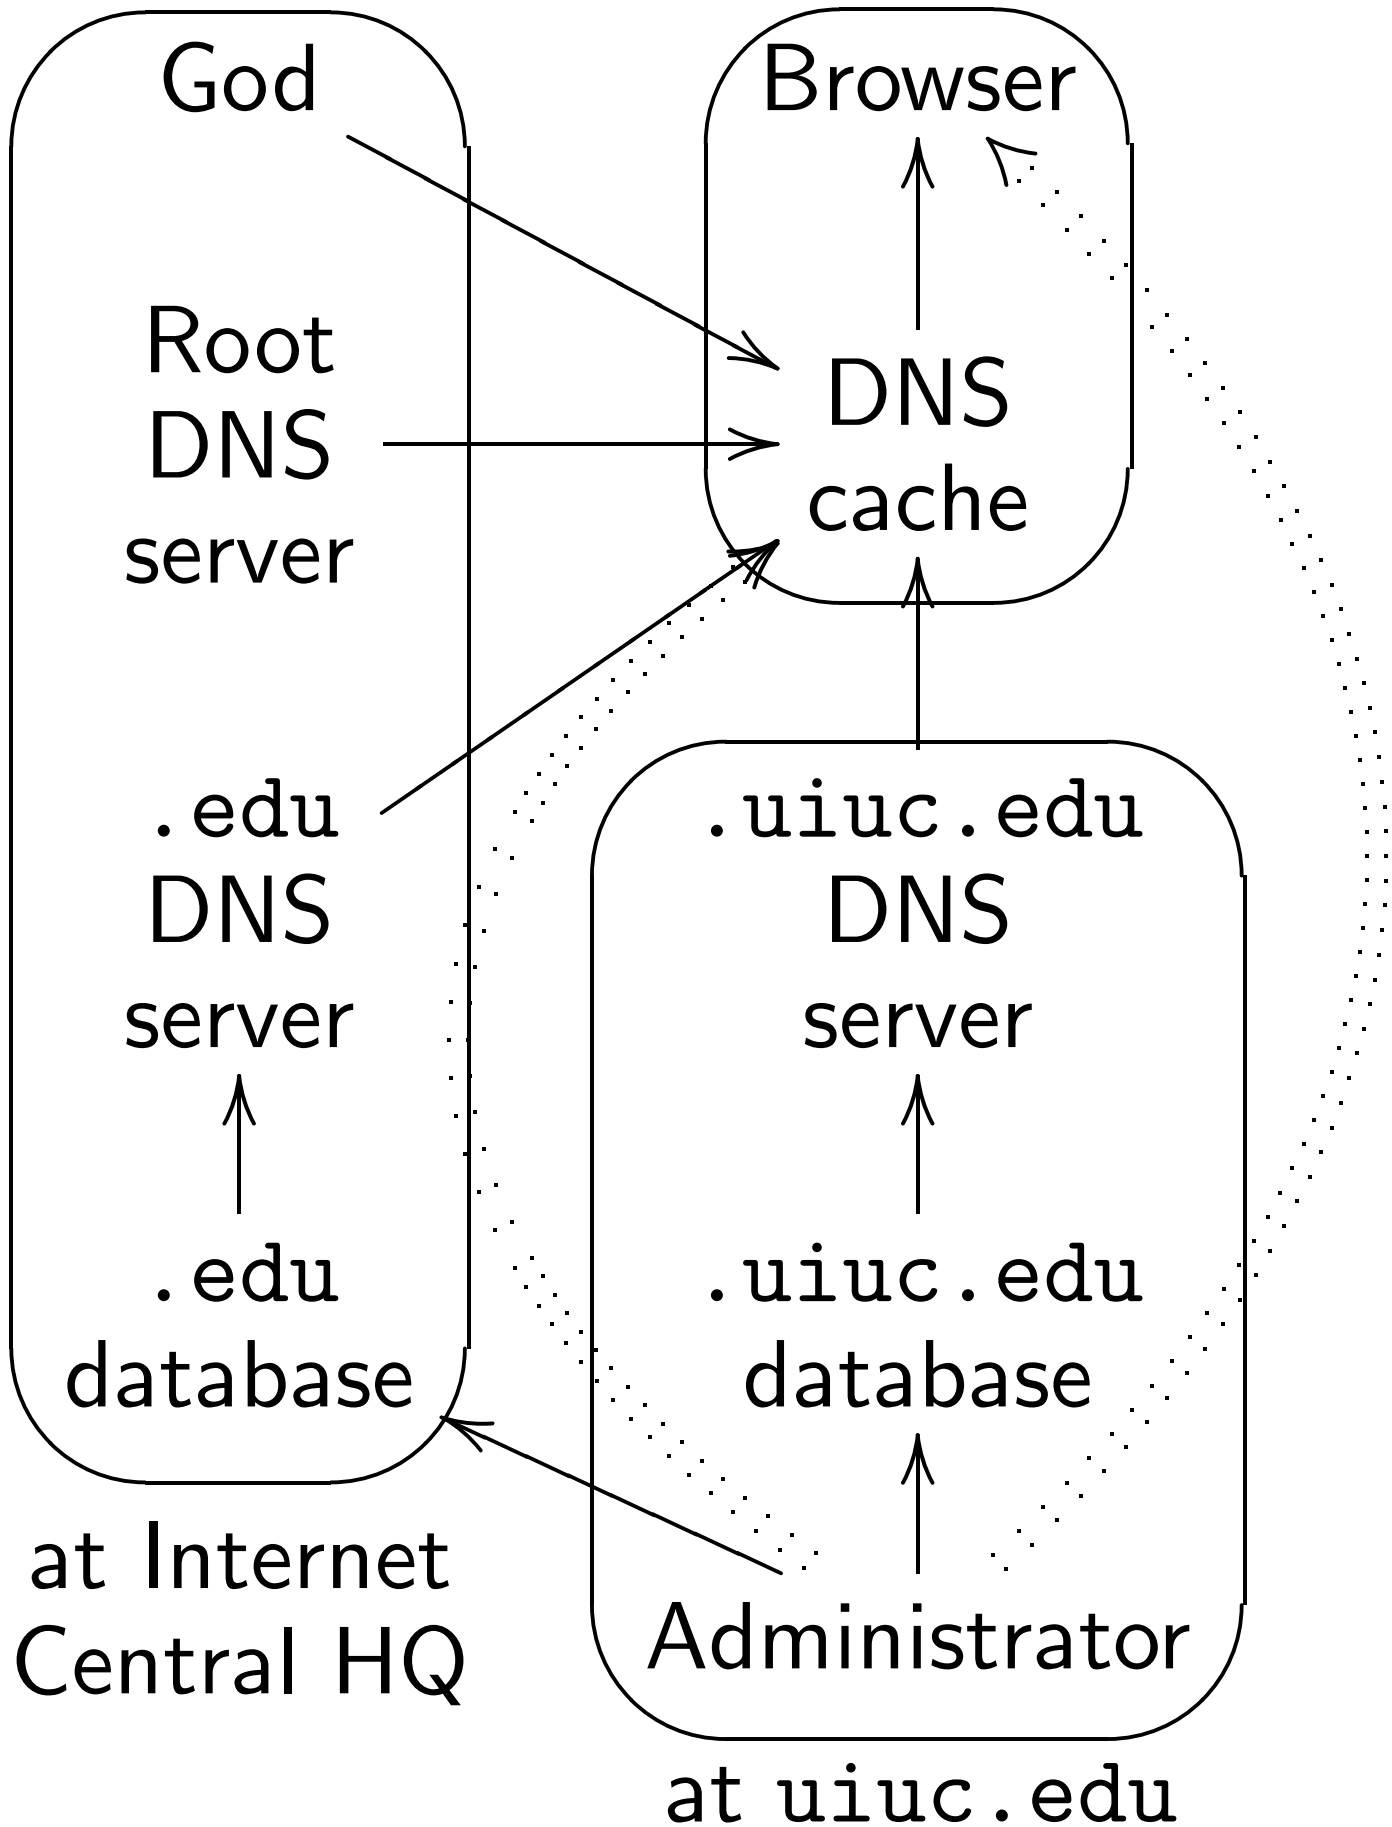 God
Root
DNS
server
.edu
DNS
server
.edu
database
at Internet
Central HQ
Browser
DNS
cache
.uiuc.edu
DNS
server
.uiuc.edu
database
Administrator
at uiuc.edu